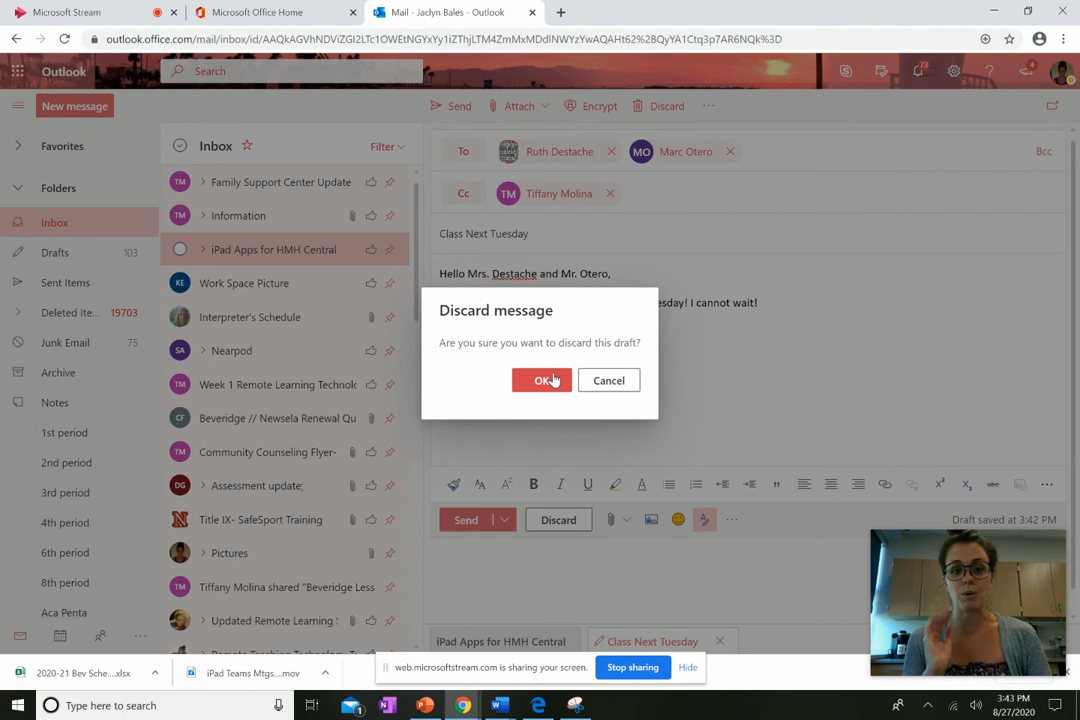 Microsoft Stream
Microsoft Office Home
Mail - Jaclyn Bales - Outlook
outlook.office.com/mail/inbox/id/AAQkAGVhNDViZGI2LTc1OWEtNGYxYy1iZThjLTM4ZmMxMDdlNWYzYwAQAHt62%2BQyYA1Ctq3p7AR6NQk%3D
Outlook
Search
73
4
New message
Send
Attach
Encrypt
Discard
Favorites
Folders
Inbox
Drafts 103
Sent Items
Deleted Ite... 19703
Junk Email 75
Archive
Notes
1st period
2nd period
3rd period
4th period
6th period
8th period
Aca Penta
Inbox
Filter
TM Family Support Center Update
TM Information
iPad Apps for HMH Central
KE Work Space Picture
Interpreter's Schedule
SA Nearpod
TM Week 1 Remote Learning Technolo
CF Beveridge // Newsela Renewal Qu
TM Community Counseling Flyer-
DG Assessment update;
Title IX- SafeSport Training
Pictures
TM Tiffany Molina shared "Beveridge Less
Updated Remote Learning
To Ruth Destache MO Marc Otero Bcc
Cc TM Tiffany Molina
Class Next Tuesday
Hello Mrs. Destache and Mr. Otero,
esday! I cannot wait!
Discard message
Are you sure you want to discard this draft?
OK
Cancel
Send
Discard
Draft saved at 3:42 PM
iPad Apps for HMH Central
Class Next Tuesday
web.microsoftstream.com is sharing your screen.
Stop sharing
Hide
2020-21 Bev Sche....xlsx
iPad Teams Mtgs....mov
Type here to search
3:43 PM
8/27/2020